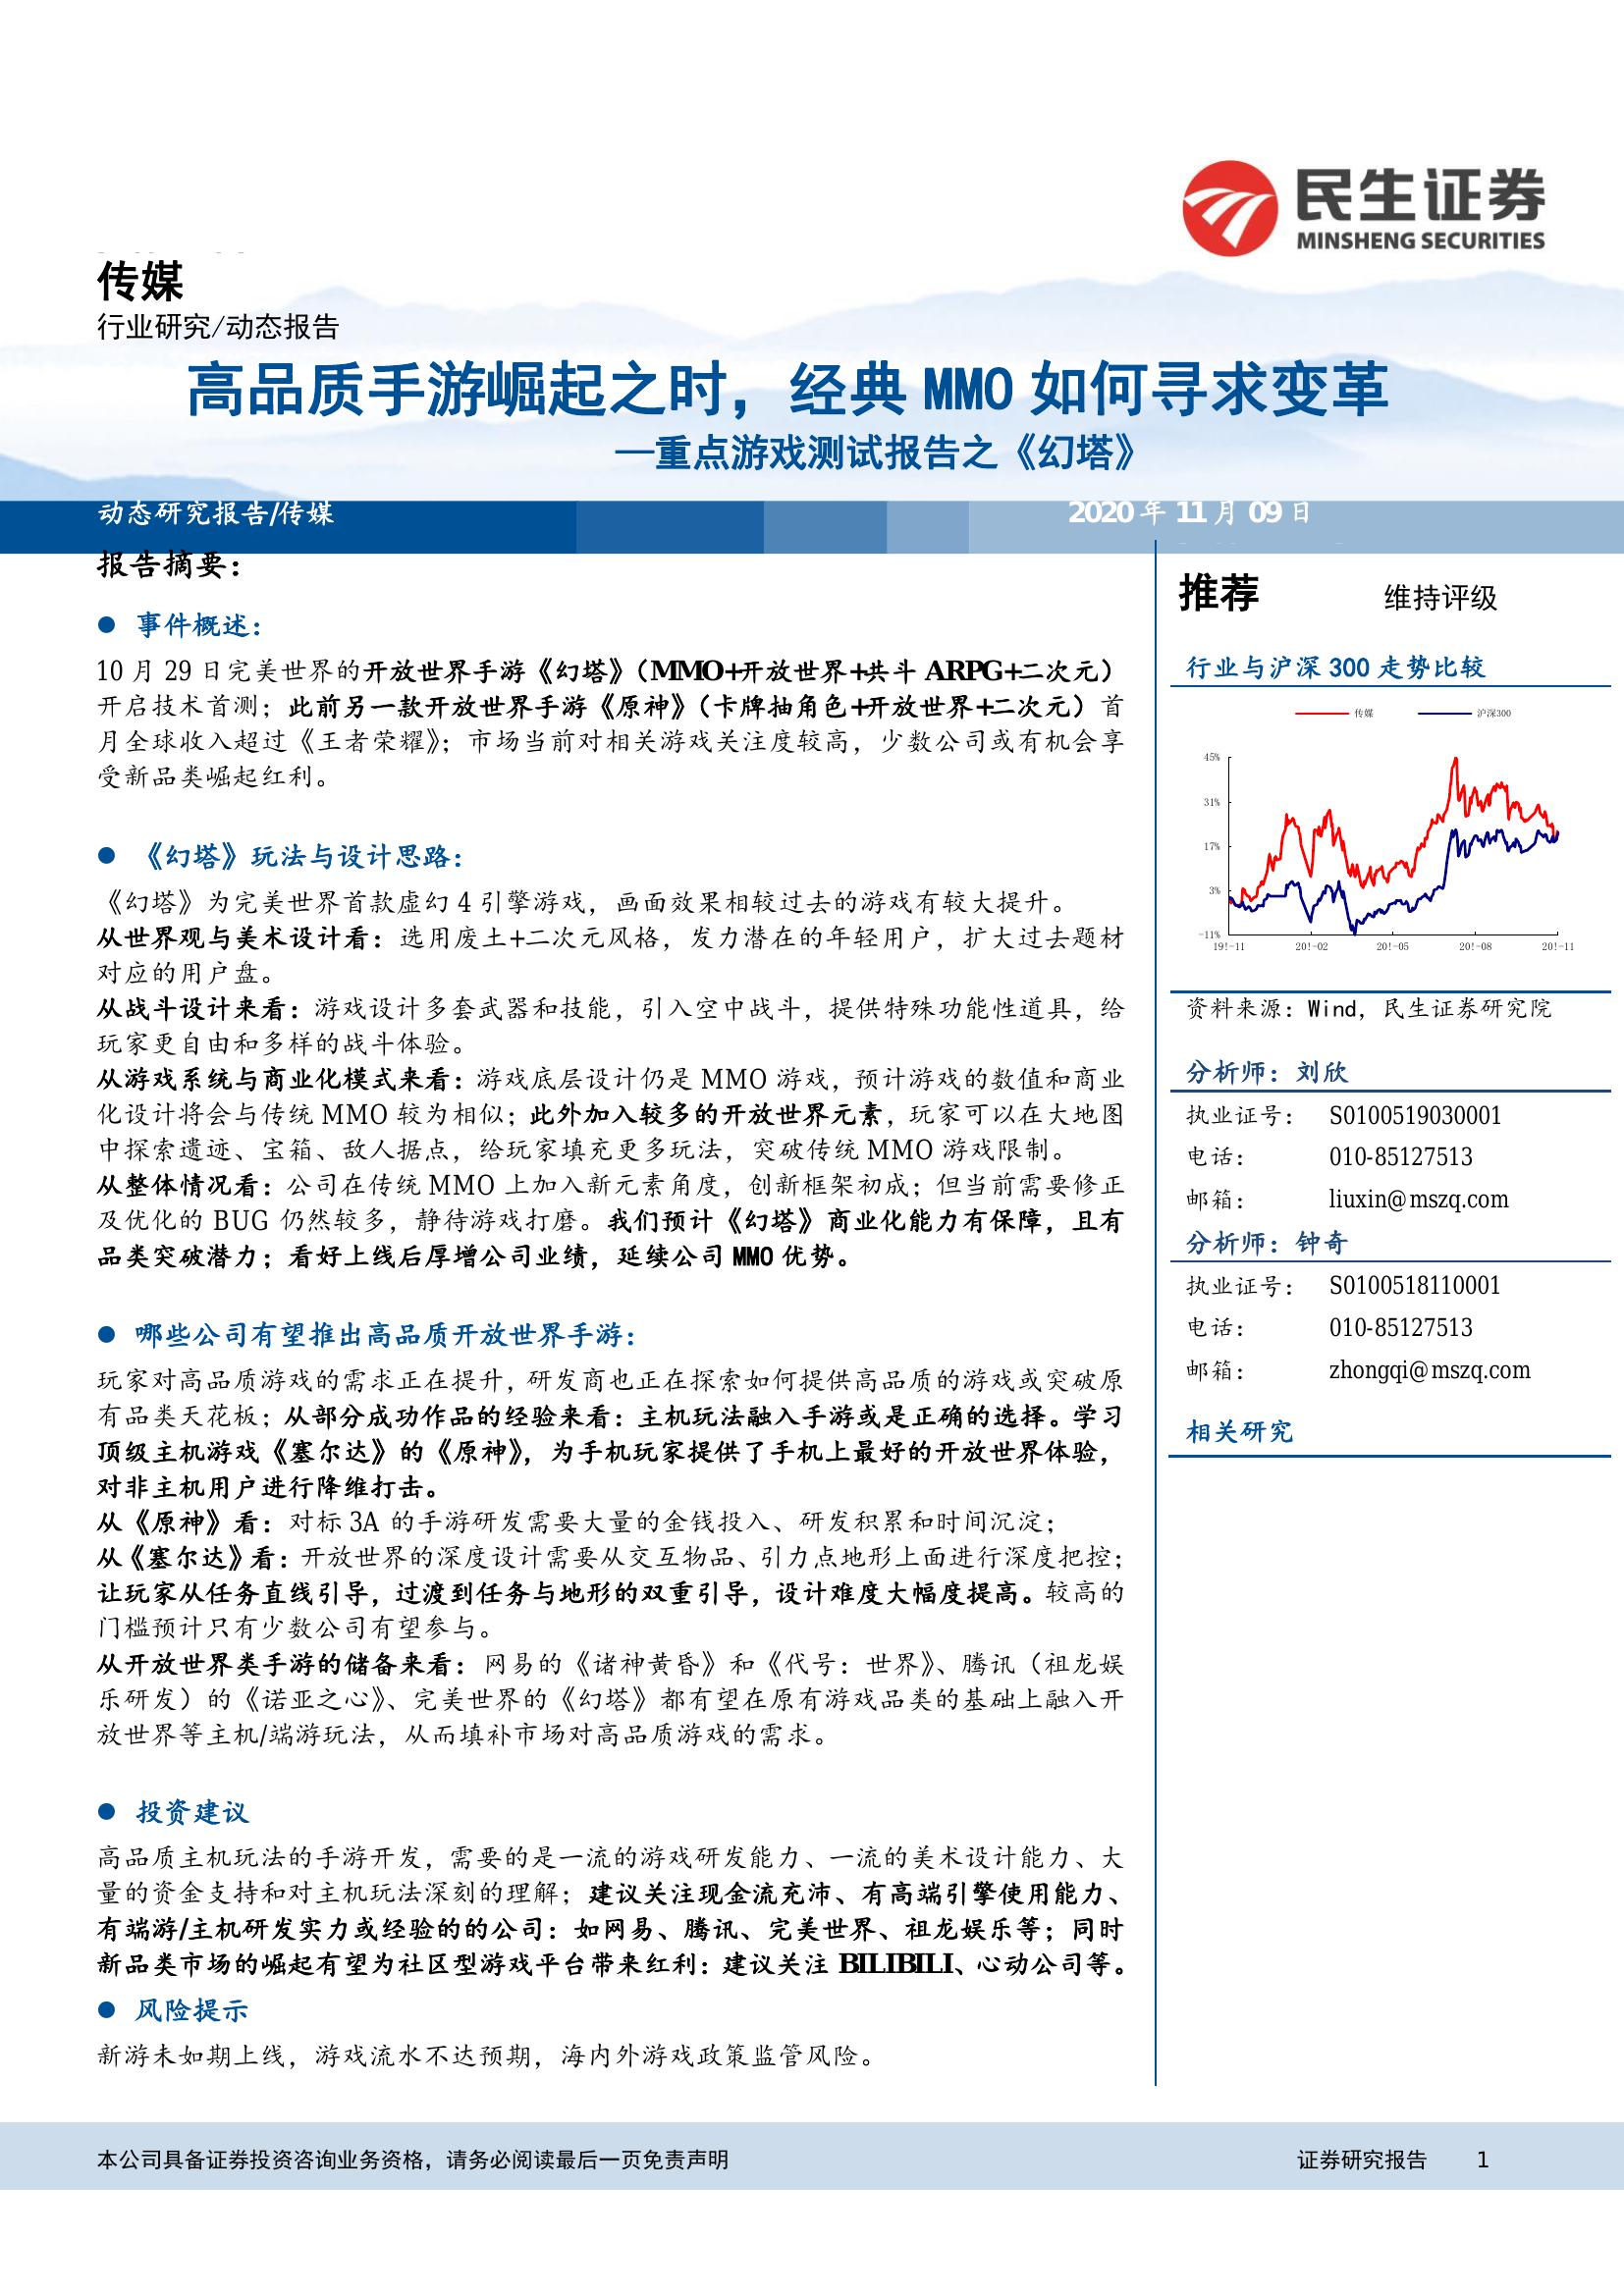 民生证券
MINSHENG SECURITIES
传媒
行业研究/动态报告
高品质手游崛起之时，经典 MMO 如何寻求变革
—重点游戏测试报告之《幻塔》
动态研究报告/传媒
2020 年 11 月 09 日
报告摘要：
● 事件概述：
10 月 29 日完美世界的开放世界手游《幻塔》（MMO+开放世界+共斗 ARPG+二次元）
开启技术首测；此前另一款开放世界手游《原神》（卡牌抽角色+开放世界+二次元）首
月全球收入超过《王者荣耀》；市场当前对相关游戏关注度较高，少数公司或有机会享
受新品类崛起红利。
● 《幻塔》玩法与设计思路：
《幻塔》为完美世界首款虚幻 4 引擎游戏，画面效果相较过去的游戏有较大提升。
从世界观与美术设计看：选用废土+二次元风格，发力潜在的年轻用户，扩大过去题材
对应的用户盘。
从战斗设计来看：游戏设计多套武器和技能，引入空中战斗，提供特殊功能性道具，给
玩家更自由和多样的战斗体验。
从游戏系统与商业化模式来看：游戏底层设计仍是 MMO 游戏，预计游戏的数值和商业
化设计将会与传统 MMO 较为相似；此外加入较多的开放世界元素，玩家可以在大地图
中探索遗迹、宝箱、敌人据点，给玩家填充更多玩法，突破传统 MMO 游戏限制。
从整体情况看：公司在传统 MMO 上加入新元素角度，创新框架初成；但当前需要修正
及优化的 BUG 仍然较多，静待游戏打磨。我们预计《幻塔》商业化能力有保障，且有
品类突破潜力；看好上线后厚增公司业绩，延续公司 MMO 优势。
● 哪些公司有望推出高品质开放世界手游：
玩家对高品质游戏的需求正在提升，研发商也正在探索如何提供高品质的游戏或突破原
有品类天花板；从部分成功作品的经验来看：主机玩法融入手游或是正确的选择。学习
顶级主机游戏《塞尔达》的《原神》，为手机玩家提供了手机上最好的开放世界体验，
对非主机用户进行降维打击。
从《原神》看：对标 3A 的手游研发需要大量的金钱投入、研发积累和时间沉淀；
从《塞尔达》看：开放世界的深度设计需要从交互物品、引力点地形上面进行深度把控；
让玩家从任务直线引导，过渡到任务与地形的双重引导，设计难度大幅度提高。较高的
门槛预计只有少数公司有望参与。
从开放世界类手游的储备来看：网易的《诸神黄昏》和《代号：世界》、腾讯（祖龙娱
乐研发）的《诺亚之心》、完美世界的《幻塔》都有望在原有游戏品类的基础上融入开
放世界等主机/端游玩法，从而填补市场对高品质游戏的需求。
● 投资建议
高品质主机玩法的手游开发，需要的是一流的游戏研发能力、一流的美术设计能力、大
量的资金支持和对主机玩法深刻的理解；建议关注现金流充沛、有高端引擎使用能力、
有端游/主机研发实力或经验的的公司：如网易、腾讯、完美世界、祖龙娱乐等；同时
新品类市场的崛起有望为社区型游戏平台带来红利：建议关注 BILIBILI、心动公司等。
● 风险提示
新游未如期上线，游戏流水不达预期，海内外游戏政策监管风险。
推荐 维持评级
行业与沪深 300 走势比较
传媒 沪深300
45%
31%
17%
3%
-11%
19!-11 20!-02 20!-05 20!-08 20!-11
资料来源：Wind，民生证券研究院
分析师：刘欣
执业证号： S0100519030001
电话： 010-85127513
邮箱： liuxin@mszq.com
分析师：钟奇
执业证号： S0100518110001
电话： 010-85127513
邮箱： zhongqi@mszq.com
相关研究
本公司具备证券投资咨询业务资格，请务必阅读最后一页免责声明 证券研究报告 1